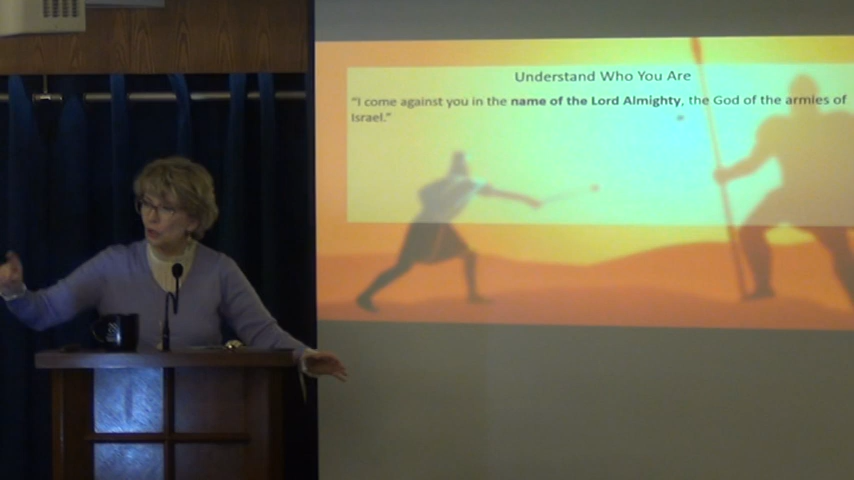 Understand Who You Are
“I come against you in the name of the Lord Almighty, the God of the armies of
Israel.”